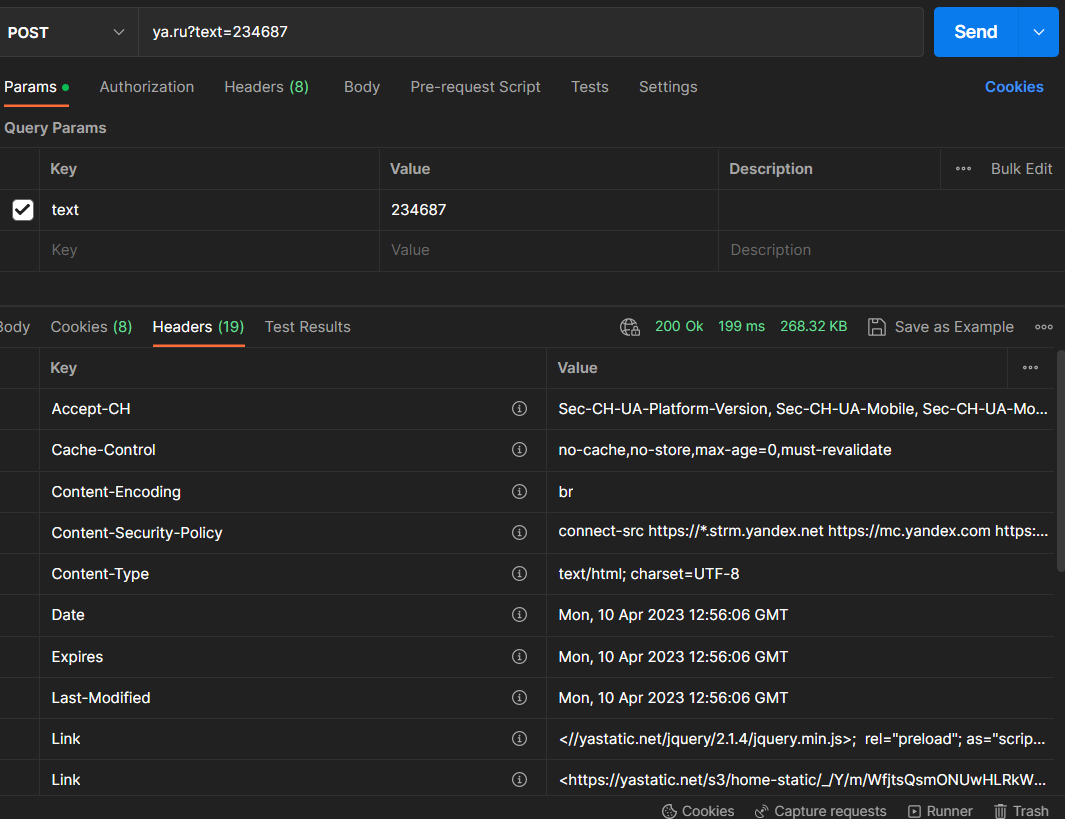 POST ya.ru?text=234687 Send
Params Authorization Headers (8) Body Pre-request Script Tests Settings Cookies
Query Params
Key Value Description Bulk Edit
text 234687
Key Value Description
Body Cookies (8) Headers (19) Test Results 200 Ok 199 ms 268.32 KB Save as Example
Key Value
Accept-CH Sec-CH-UA-Platform-Version, Sec-CH-UA-Mobile, Sec-CH-UA-Mo...
Cache-Control no-cache,no-store,max-age=0,must-revalidate
Content-Encoding br
Content-Security-Policy connect-src https://*.strm.yandex.net https://mc.yandex.com https:...
Content-Type text/html; charset=UTF-8
Date Mon, 10 Apr 2023 12:56:06 GMT
Expires Mon, 10 Apr 2023 12:56:06 GMT
Last-Modified Mon, 10 Apr 2023 12:56:06 GMT
Link <//yastatic.net/jquery/2.1.4/jquery.min.js>; rel="preload"; as="scrip...
Link <https://yastatic.net/s3/home-static/_/Y/m/WfjtsQsmONUwHLRkW...
Cookies Capture requests Runner Trash